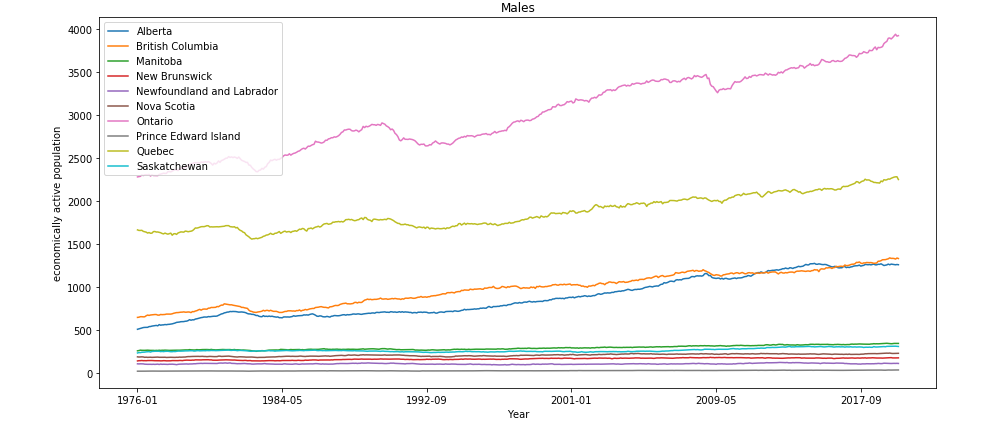 Males
4000
3500
3000
2500
2000
1500
1000
500
0
economically active population
Alberta
British Columbia
Manitoba
New Brunswick
Newfoundland and Labrador
Nova Scotia
Ontario
Prince Edward Island
Quebec
Saskatchewan
1976-01
1984-05
1992-09
2001-01
2009-05
2017-09
Year